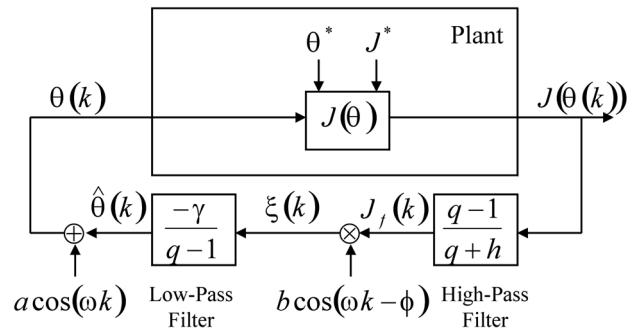 Plant
θ* J*
θ(k)
J(θ)
J(θ(k))
θ̂(k)
-γ
q-1
ξ(k)
J_f(k)
q-1
q+h
a cos(ωk)
Low-Pass
Filter
b cos(ωk-ϕ)
High-Pass
Filter